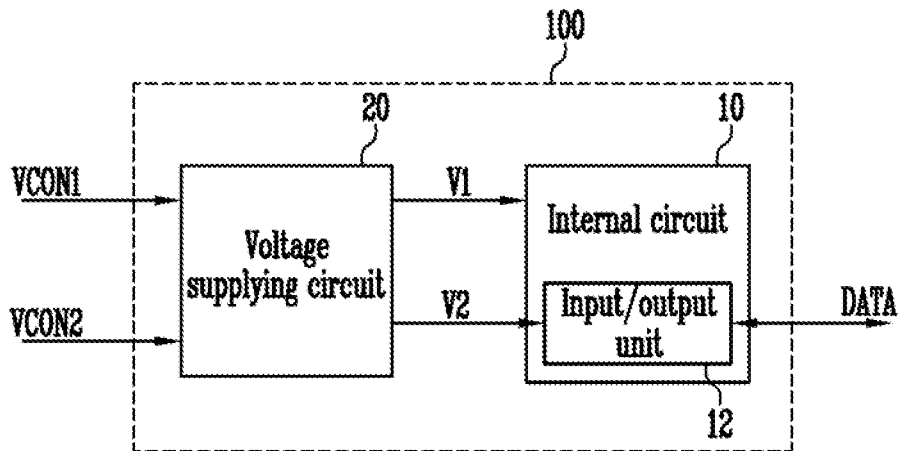 100
20
10
VCON1
V1
Internal circuit
Voltage
supplying circuit
VCON2
V2
Input/output
unit
DATA
12